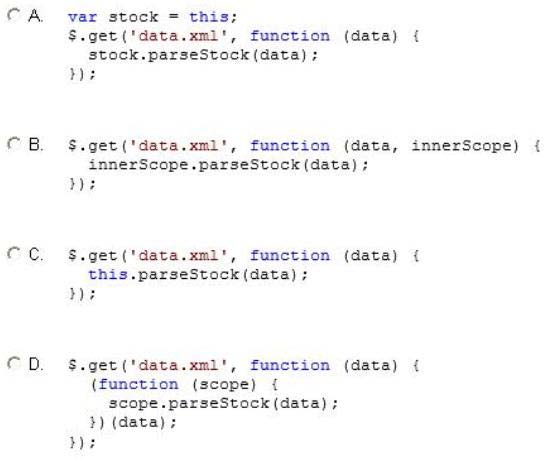 A. var stock = this;
$.get('data.xml', function (data) {
stock.parseStock(data);
});
B. $.get('data.xml', function (data, innerScope) {
innerScope.parseStock(data);
});
C. $.get('data.xml', function (data) {
this.parseStock(data);
});
D. $.get('data.xml', function (data) {
(function (scope) {
scope.parseStock(data);
})(data);
});